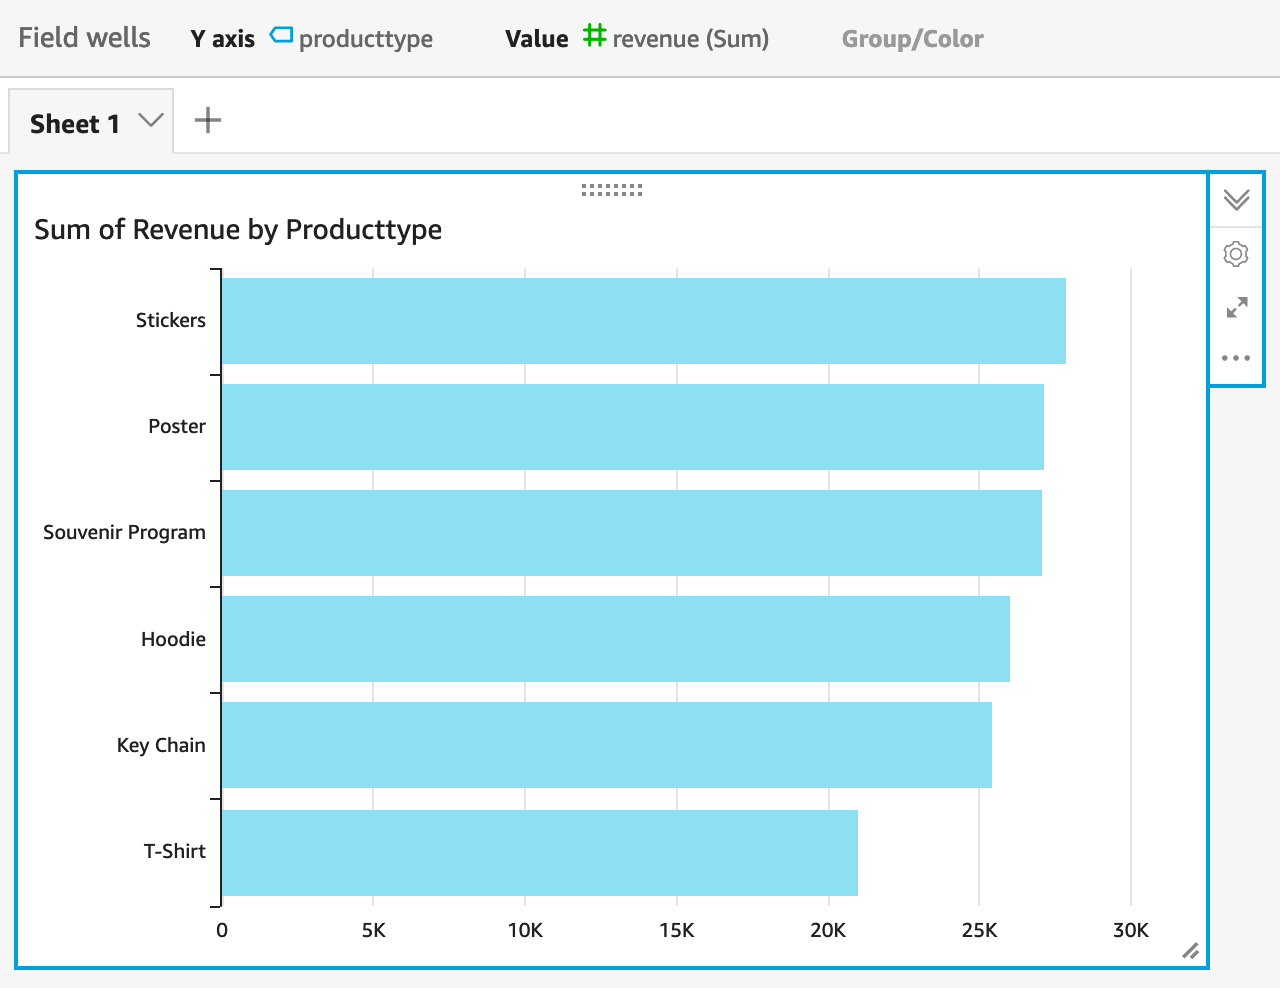 Field wells Y axis producttype Value revenue (Sum) Group/Color
Sheet 1
Sum of Revenue by Producttype
Stickers
Poster
Souvenir Program
Hoodie
Key Chain
T-Shirt
0 5K 10K 15K 20K 25K 30K